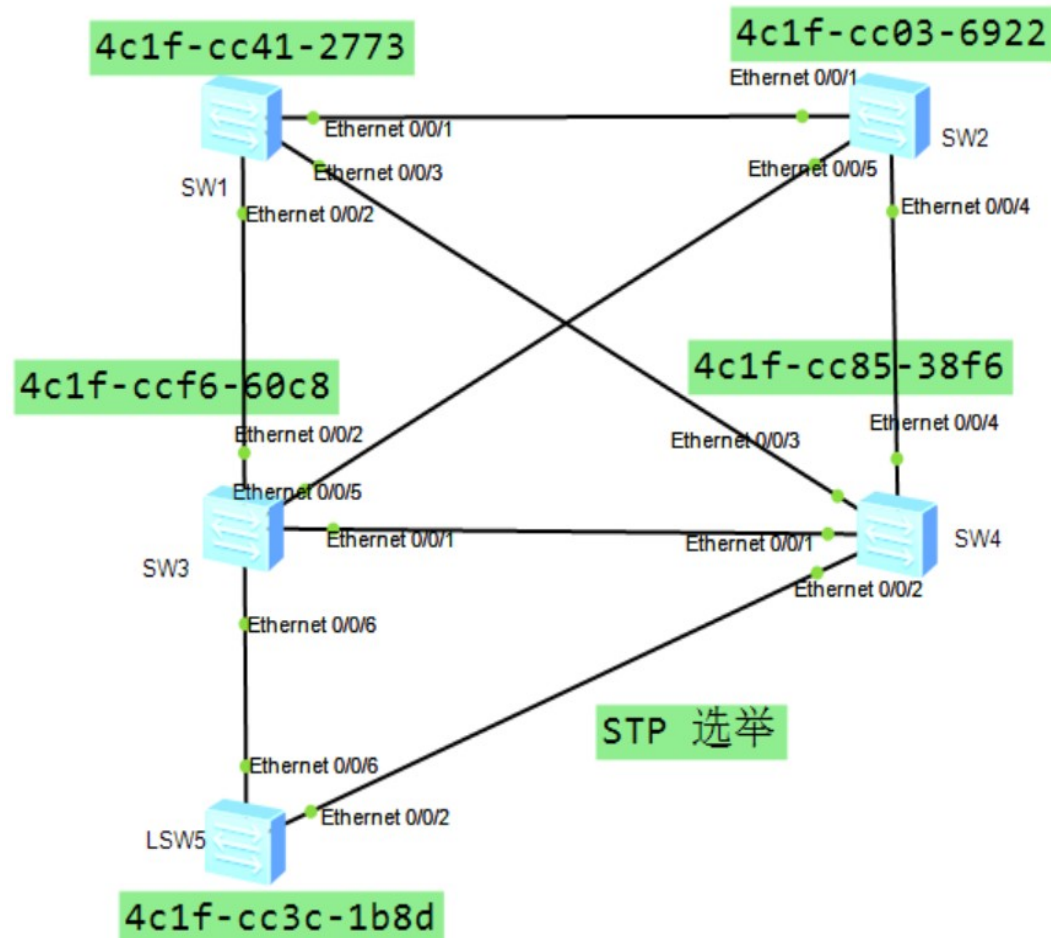 4c1f-cc41-2773
4c1f-cc03-6922
Ethernet 0/0/1
Ethernet 0/0/1
SW2
Ethernet 0/0/3
Ethernet 0/0/5
SW1
Ethernet 0/0/2
Ethernet 0/0/4
4c1f-cc85-38f6
4c1f-ccf6-60c8
Ethernet 0/0/4
Ethernet 0/0/2
Ethernet 0/0/3
Ethernet 0/0/5
Ethernet 0/0/1
Ethernet 0/0/1
SW4
SW3
Ethernet 0/0/2
Ethernet 0/0/6
STP 选举
Ethernet 0/0/6
Ethernet 0/0/2
LSW5
4c1f-cc3c-1b8d